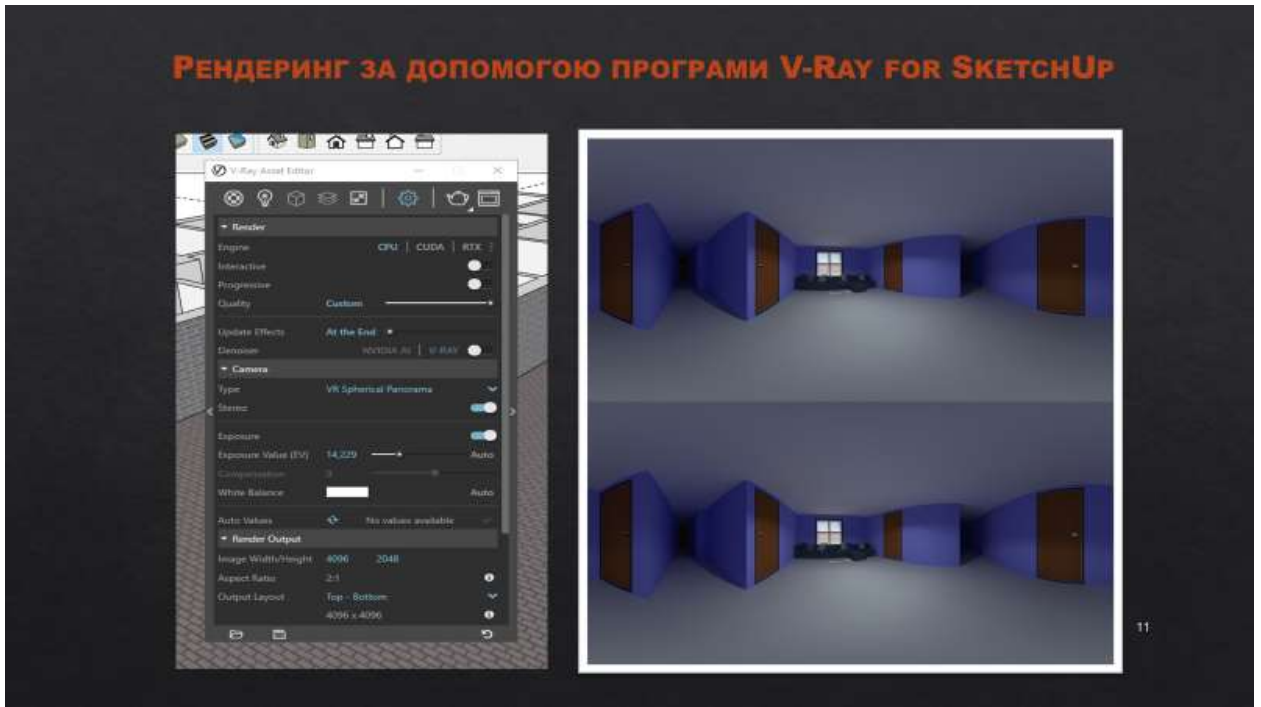 РЕНДЕРИНГ ЗА ДОПОМОГОЮ ПРОГРАМИ V-RAY FOR SKETCHUP
V-Ray Asset Editor
Render
Engine CPU | CUDA | RTX
Interactive
Progressive
Quality Custom
Update Effects At the End
Denoiser NVIDIA AI | V-RAY
Camera
Type VR Spherical Panorama
Stereo
Exposure
Exposure Value (EV) 14,229 Auto
Compensation
White Balance Auto
Auto Values No values available
Render Output
Image Width/Height 4096 2048
Aspect Ratio 2:1
Output Layout Top - Bottom
4096 x 4096
11